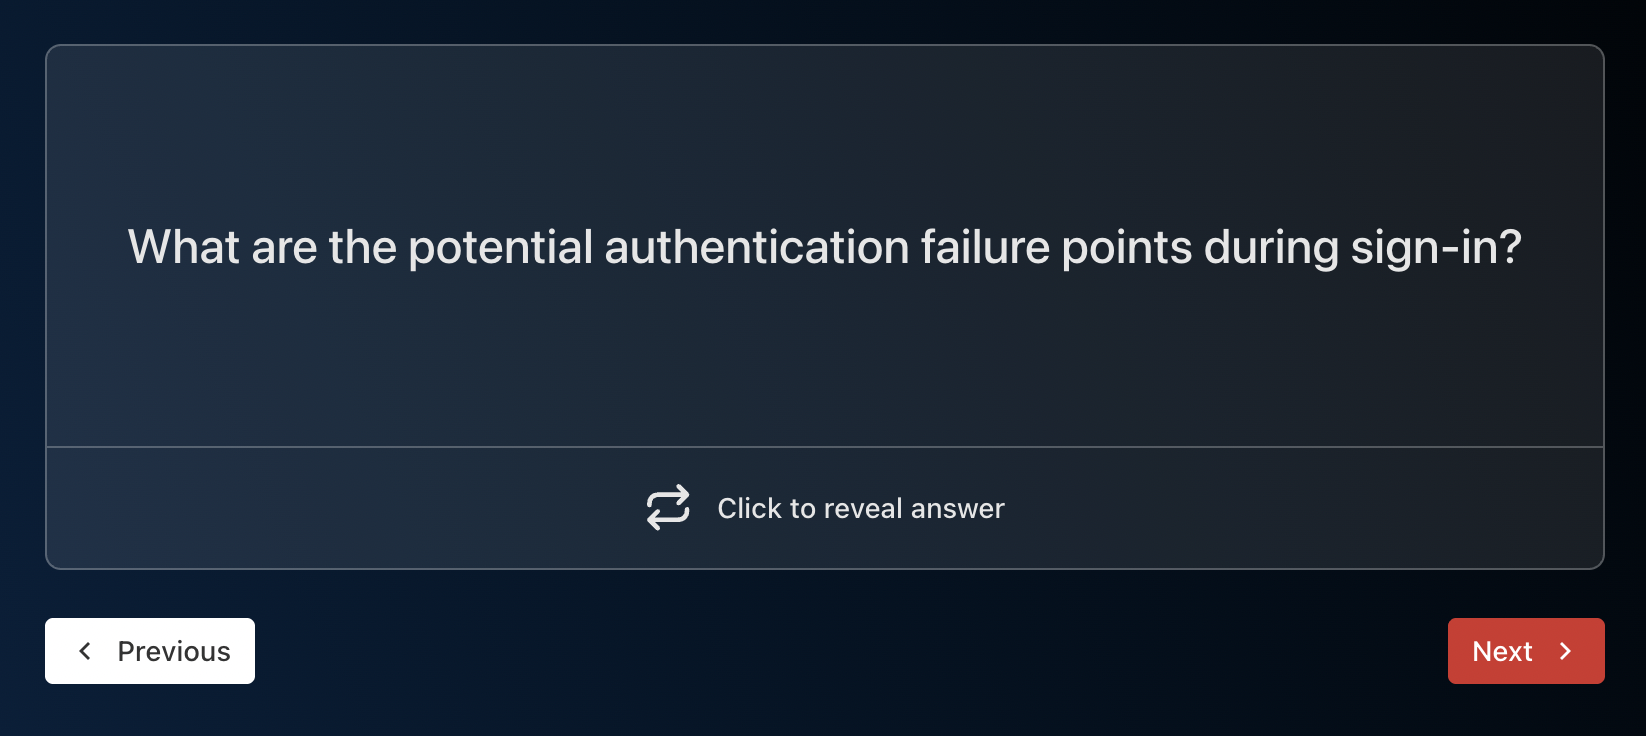 What are the potential authentication failure points during sign-in?
Click to reveal answer
Previous
Next